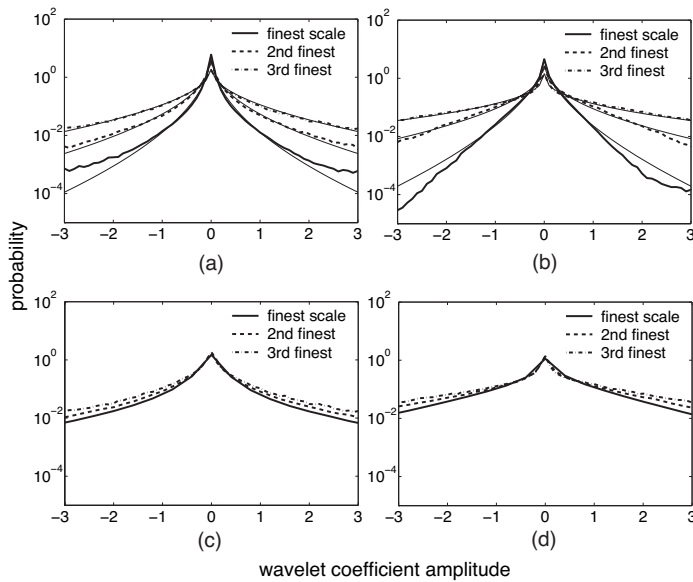 10^2
10^0
10^-2
10^-4
finest scale
2nd finest
3rd finest
-3 -2 -1 0 1 2 3
(a)
10^2
10^0
10^-2
10^-4
finest scale
2nd finest
3rd finest
-3 -2 -1 0 1 2 3
(b)
probability
10^2
10^0
10^-2
10^-4
finest scale
2nd finest
3rd finest
-3 -2 -1 0 1 2 3
(c)
10^2
10^0
10^-2
10^-4
finest scale
2nd finest
3rd finest
-3 -2 -1 0 1 2 3
(d)
wavelet coefficient amplitude